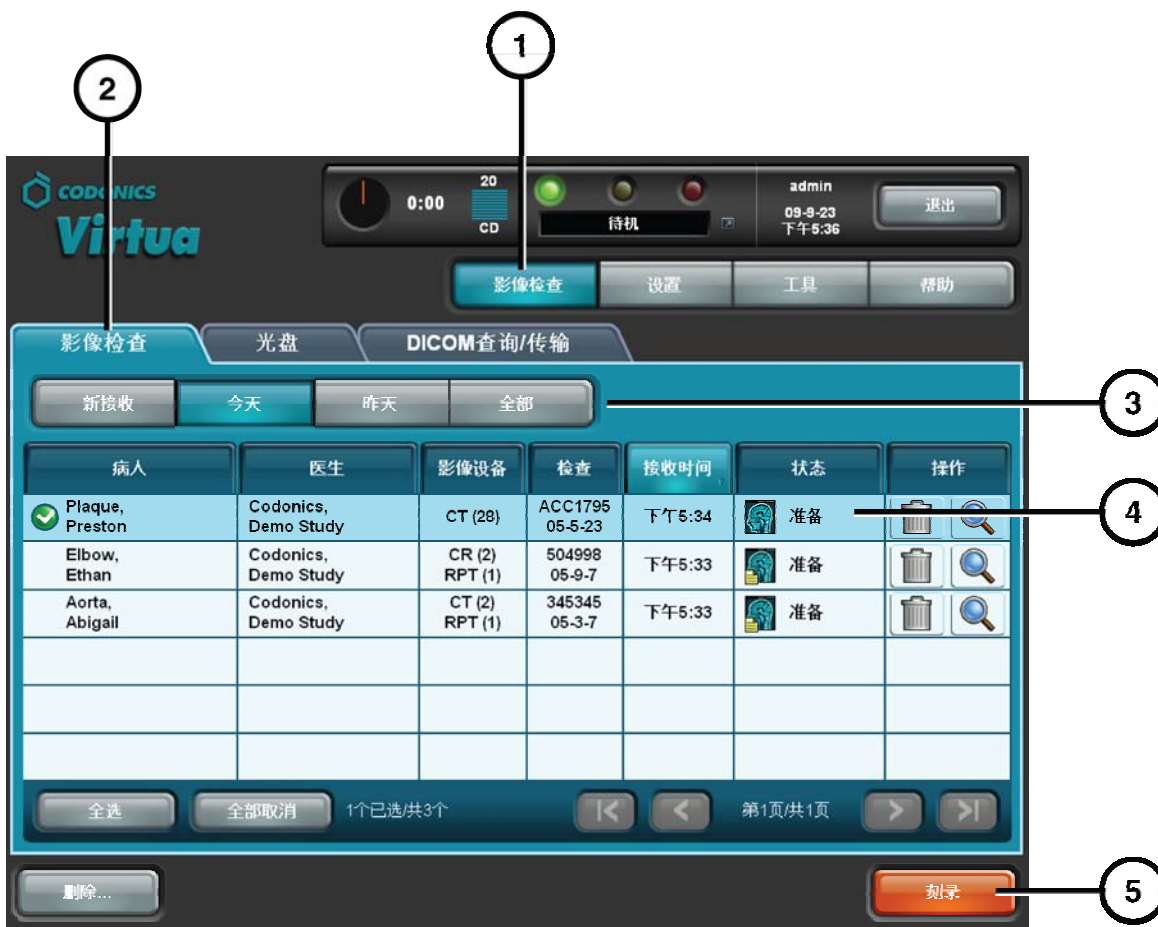 1
2
CODONICS
Virtua
0:00
20
CD
待机
admin
09-9-23
下午5:36
退出
影像检查
设置
工具
帮助
影像检查
光盘
DICOM查询/传输
新接收
今天
昨天
全部
3
病人
医生
影像设备
检查
接收时间
状态
操作
Plaque,
Preston
Codonics,
Demo Study
CT (28)
ACC1795
05-5-23
下午5:34
准备
4
Elbow,
Ethan
Codonics,
Demo Study
CR (2)
RPT (1)
504998
05-9-7
下午5:33
准备
Aorta,
Abigail
Codonics,
Demo Study
CT (2)
RPT (1)
345345
05-3-7
下午5:33
准备
全选
全部取消
1个已选/共3个
第1页/共1页
删除...
刻录
5